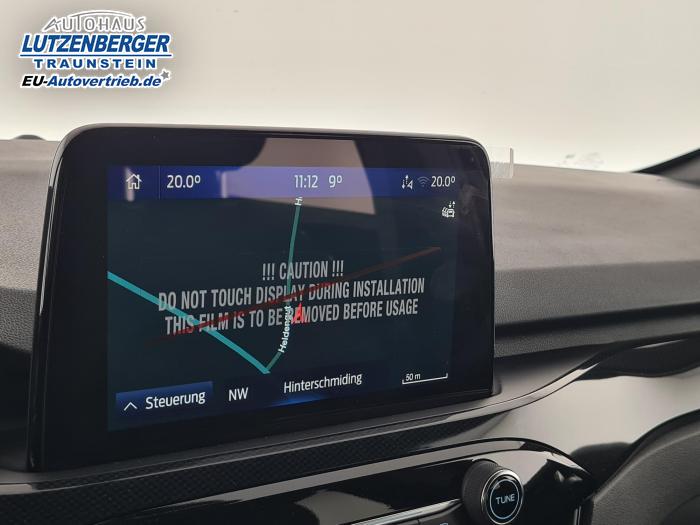 AUTOHAUS
LUTZENBERGER
TRAUNSTEIN
EU-Autovertrieb.de
20.0° 11:12 9° 20.0°
!!! CAUTION !!!
DO NOT TOUCH DISPLAY DURING INSTALLATION
THIS FILM IS TO BE REMOVED BEFORE USAGE
Heldengut
Steuerung NW Hinterschmiding 50 m
TUNE